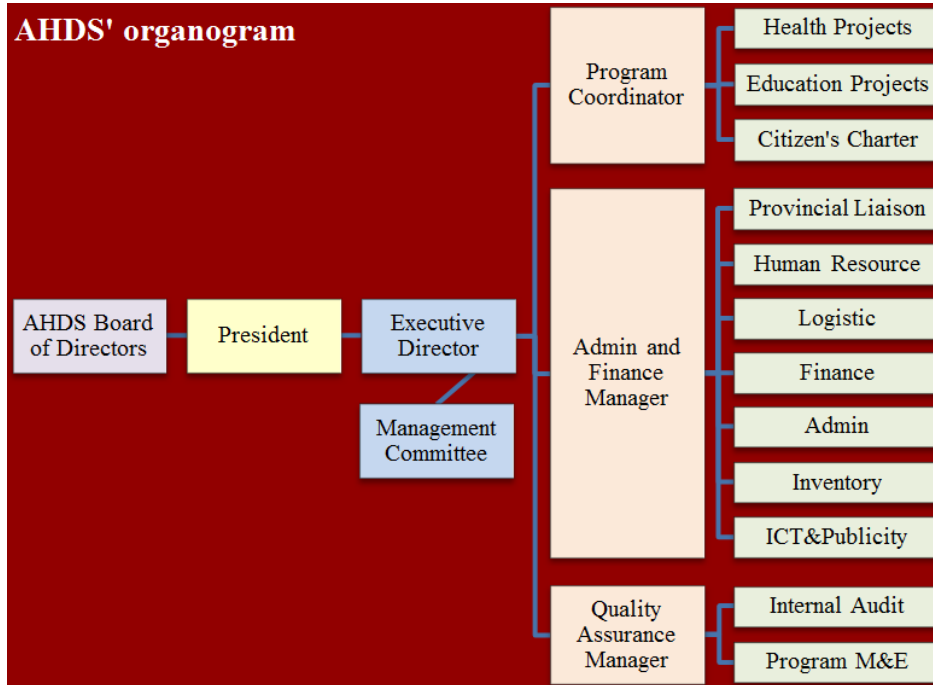 AHDS' organogram
AHDS Board
of Directors
President
Executive
Director
Management
Committee
Program
Coordinator
Health Projects
Education Projects
Citizen's Charter
Admin and
Finance
Manager
Provincial Liaison
Human Resource
Logistic
Finance
Admin
Inventory
ICT&Publicity
Quality
Assurance
Manager
Internal Audit
Program M&E